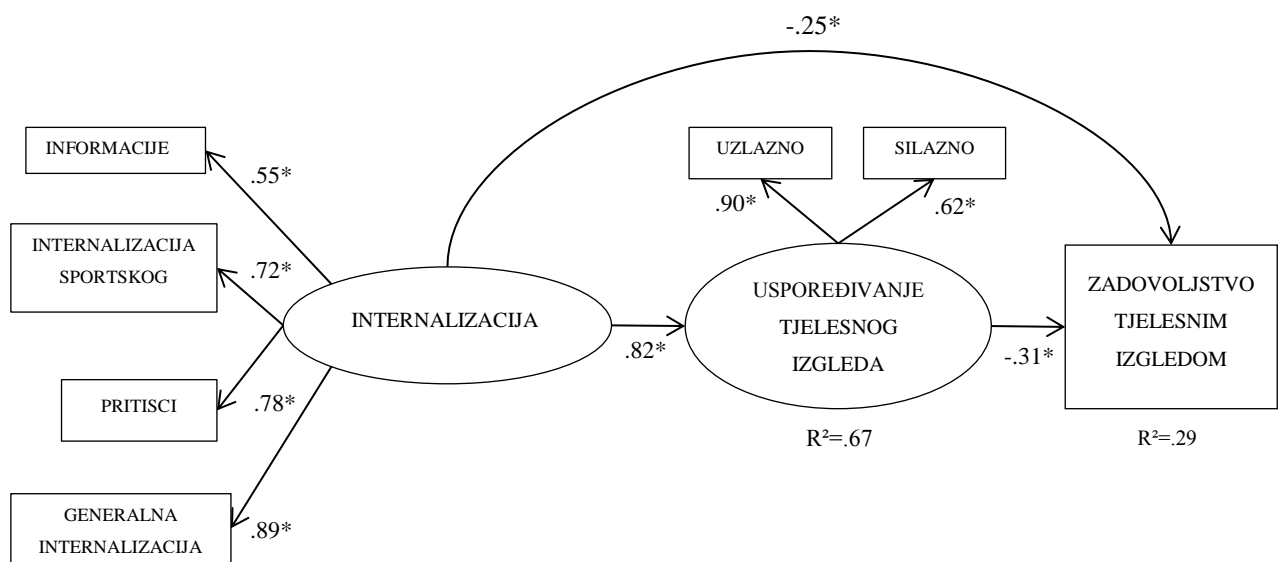 -.25*
INFORMACIJE
.55*
UZLAZNO
SILAZNO
.90*
.62*
INTERNALIZACIJA
SPORTSKOG
.72*
INTERNALIZACIJA
.82*
USPOREĐIVANJE
TJELESNOG
IZGLEDA
-.31*
ZADOVOLJSTVO
TJELESNIM
IZGLEDOM
PRITISCI
.78*
R²=.67
R²=.29
GENERALNA
INTERNALIZACIJA
.89*